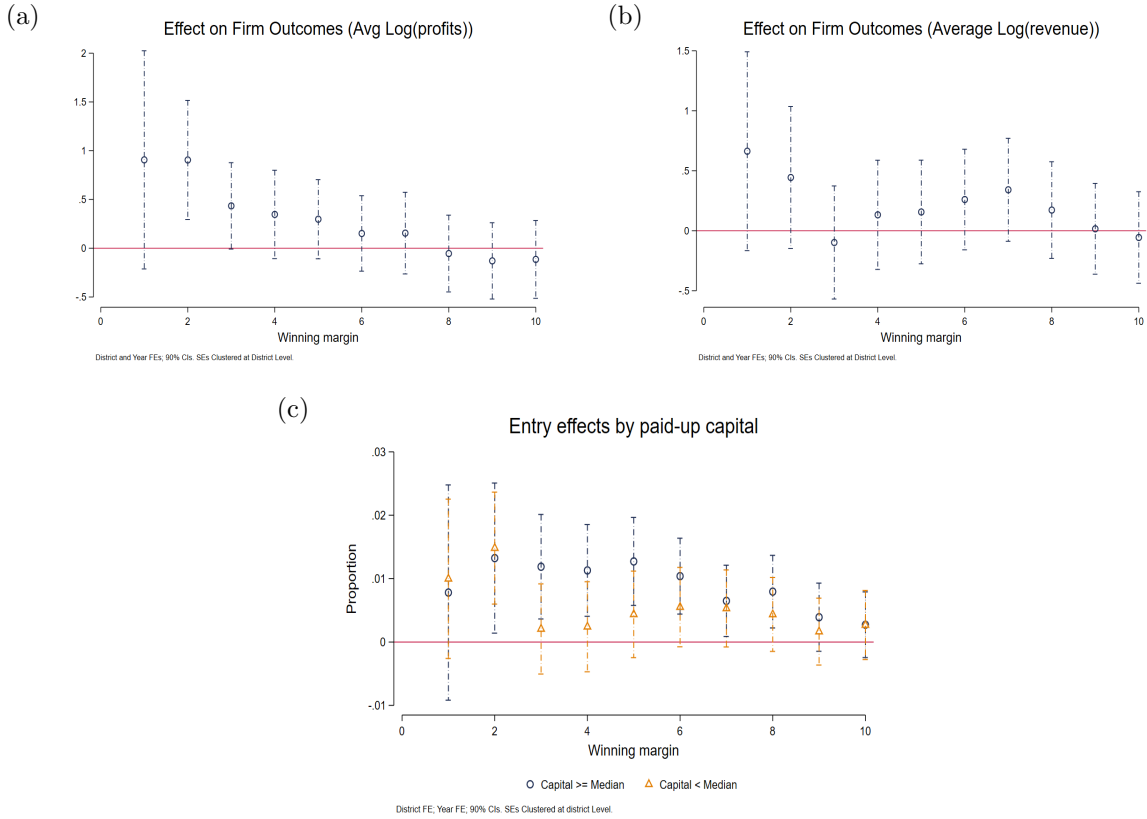 (a)
Effect on Firm Outcomes (Avg Log(profits))
2
1.5
1
.5
0
-.5
0 2 4 6 8 10
Winning margin
District and Year FEs; 90% CIs. SEs Clustered at District Level.
(b)
Effect on Firm Outcomes (Average Log(revenue))
1.5
1
.5
0
-.5
0 2 4 6 8 10
Winning margin
District and Year FEs; 90% CIs. SEs Clustered at District Level.
(c)
Entry effects by paid-up capital
Proportion
.03
.02
.01
0
-.01
0 2 4 6 8 10
Winning margin
Capital >= Median Capital < Median
District FE; Year FE; 90% CIs. SEs Clustered at district Level.